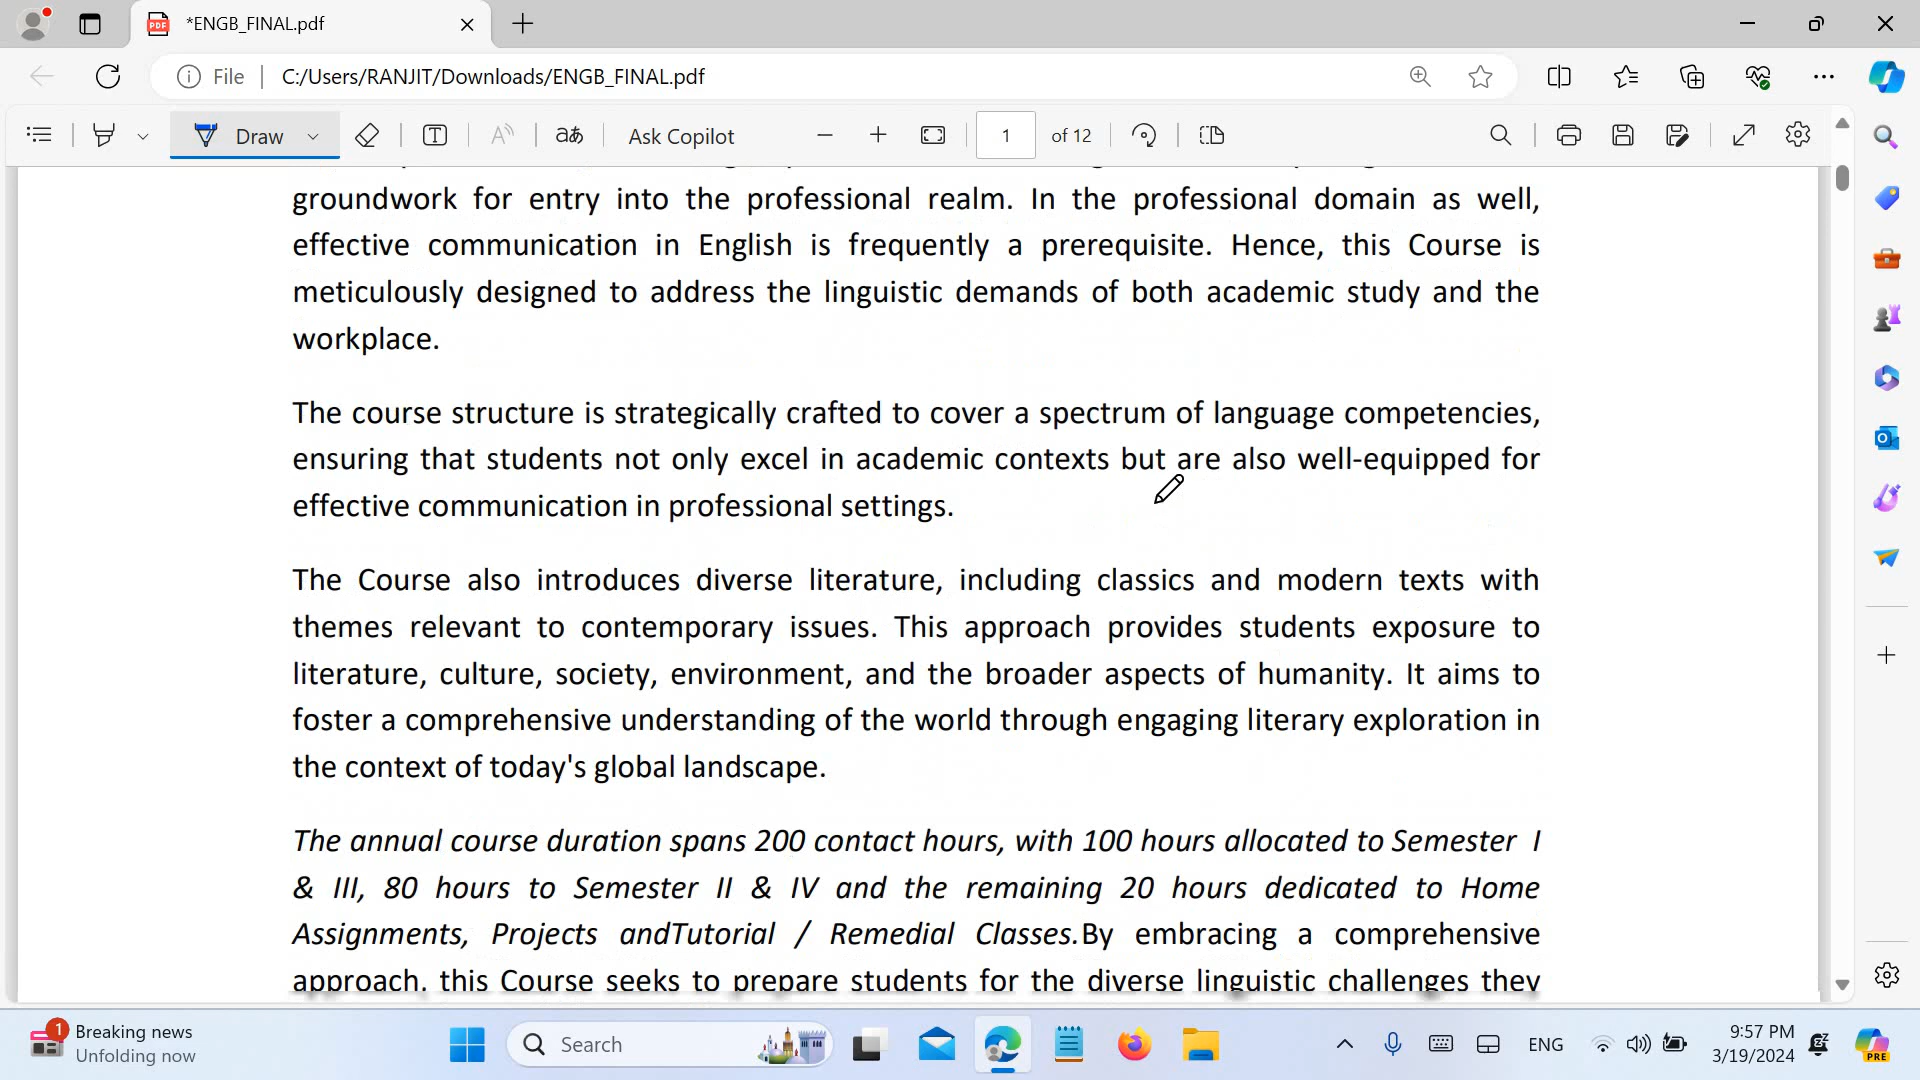 *ENGB_FINAL.pdf
File
C:/Users/RANJIT/Downloads/ENGB_FINAL.pdf
Draw
Ask Copilot
1 of 12
groundwork for entry into the professional realm. In the professional domain as well,
effective communication in English is frequently a prerequisite. Hence, this Course is
meticulously designed to address the linguistic demands of both academic study and the
workplace.
The course structure is strategically crafted to cover a spectrum of language competencies,
ensuring that students not only excel in academic contexts but are also well-equipped for
effective communication in professional settings.
The Course also introduces diverse literature, including classics and modern texts with
themes relevant to contemporary issues. This approach provides students exposure to
literature, culture, society, environment, and the broader aspects of humanity. It aims to
foster a comprehensive understanding of the world through engaging literary exploration in
the context of today's global landscape.
The annual course duration spans 200 contact hours, with 100 hours allocated to Semester I
& III, 80 hours to Semester II & IV and the remaining 20 hours dedicated to Home
Assignments, Projects andTutorial / Remedial Classes.By embracing a comprehensive
approach, this Course seeks to prepare students for the diverse linguistic challenges they
1
Breaking news
Unfolding now
Search
ENG
9:57 PM
3/19/2024
PRE